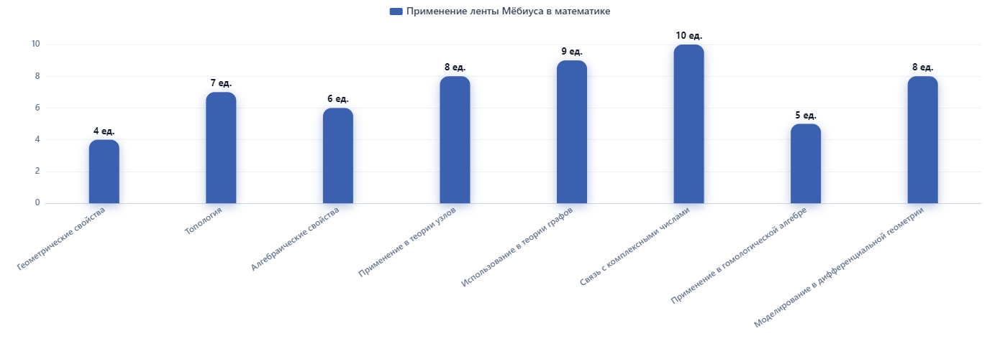 Применение ленты Мёбиуса в математике
10 ед.
9 ед.
8 ед.
8 ед.
7 ед.
6 ед.
5 ед.
4 ед.
10
8
6
4
2
0
Геометрические свойства
Топология
Алгебраические свойства
Применение в теории узлов
Использование в теории графов
Связь с комплексными числами
Применение в гомологической алгебре
Моделирование в дифференциальной геометрии